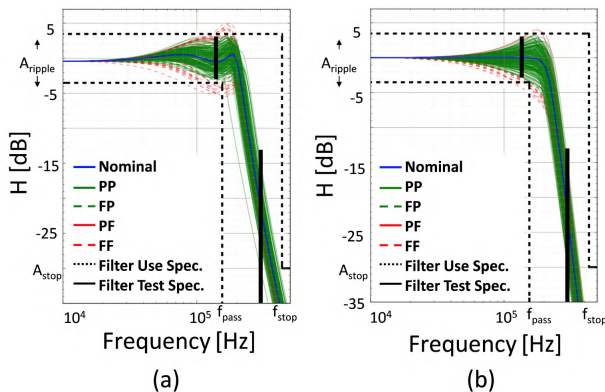 5
A_ripple
-5
H [dB]
-15
-25
A_stop
Nominal
PP
FP
PF
FF
Filter Use Spec.
Filter Test Spec.
10^4
10^5
f_pass
f_stop
Frequency [Hz]
(a)
5
A_ripple
-5
H [dB]
-15
-25
A_stop
-35
Nominal
PP
FP
PF
FF
Filter Use Spec.
Filter Test Spec.
10^4
10^5
f_pass
f_stop
Frequency [Hz]
(b)